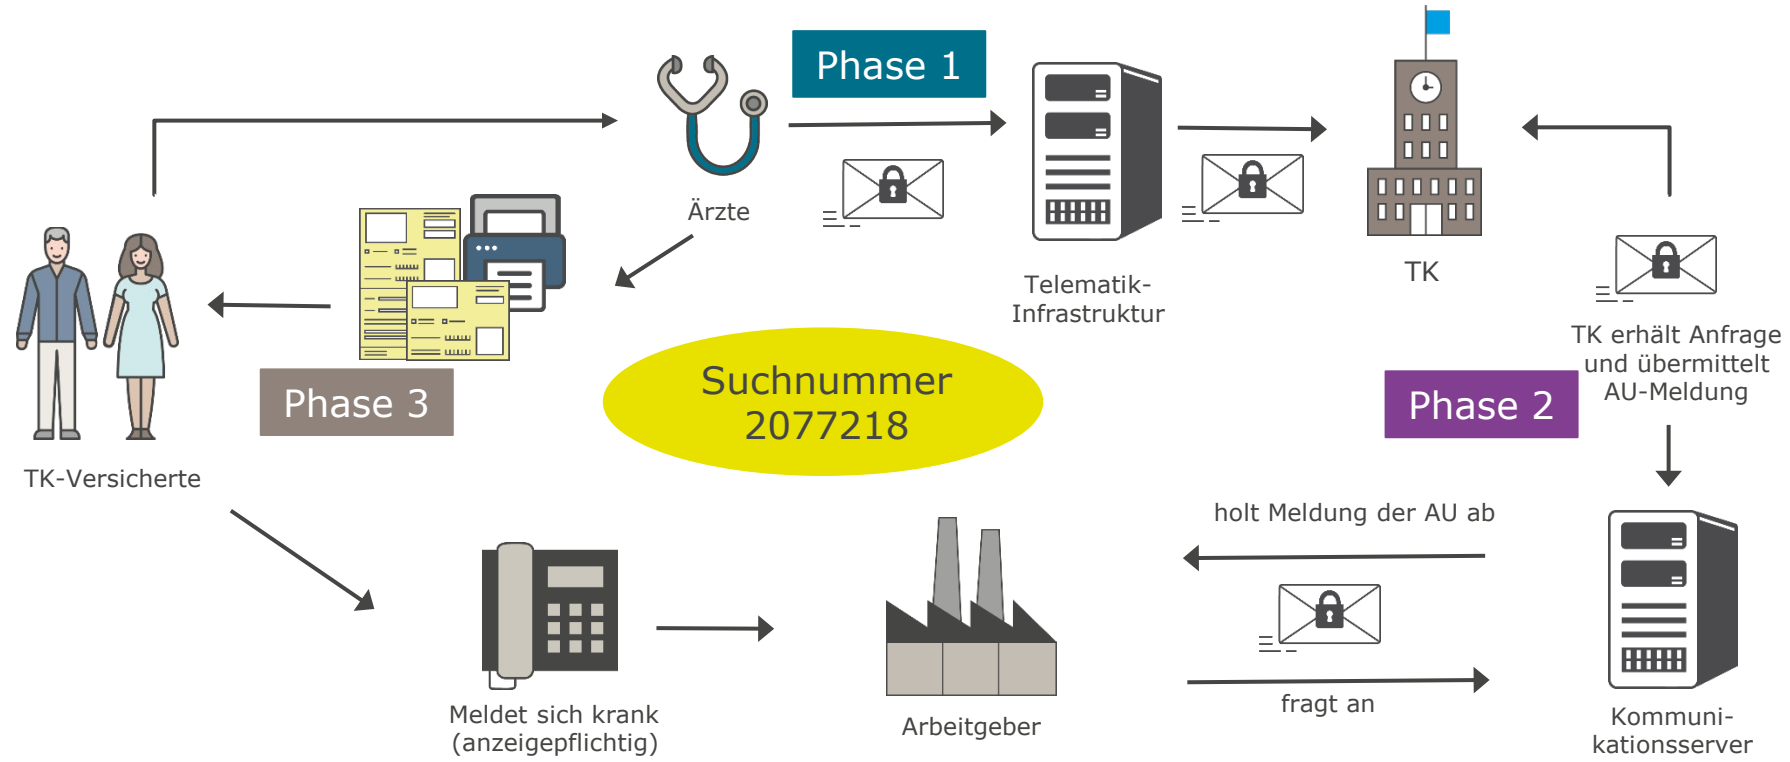 Phase 1
Ärzte
Telematik-
Infrastruktur
TK
TK erhält Anfrage
und übermittelt
AU-Meldung
Phase 2
Phase 3
Suchnummer
2077218
TK-Versicherte
holt Meldung der AU ab
fragt an
Meldet sich krank
(anzeigepflichtig)
Arbeitgeber
Kommuni-
kationsserver